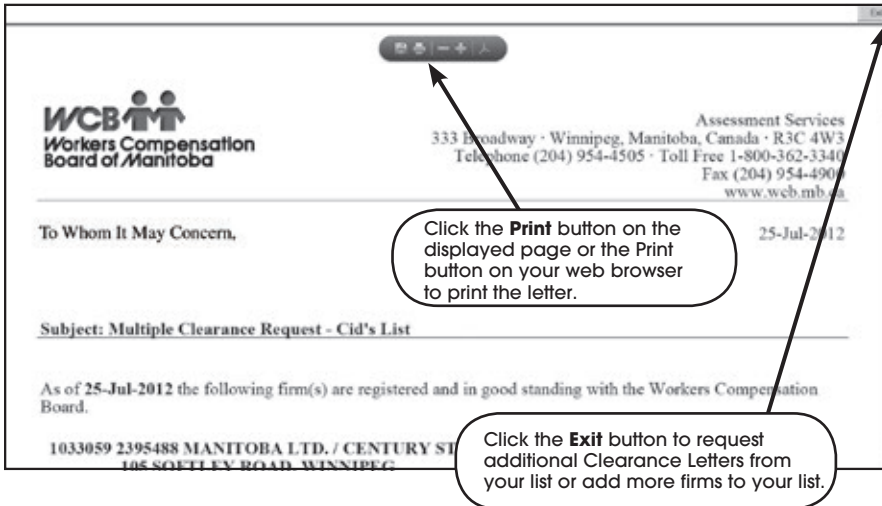 WCB
Workers Compensation
Board of Manitoba
Assessment Services
333 Broadway · Winnipeg, Manitoba, Canada · R3C 4W3
Telephone (204) 954-4505 · Toll Free 1-800-362-3340
Fax (204) 954-4900
www.wcb.mb.ca
To Whom It May Concern,
25-Jul-2012
Click the Print button on the
displayed page or the Print
button on your web browser
to print the letter.
Subject: Multiple Clearance Request - Cid's List
As of 25-Jul-2012 the following firm(s) are registered and in good standing with the Workers Compensation
Board.
1033059 2395488 MANITOBA LTD. / CENTURY ST
105 SOFTLEY ROAD, WINNIPEG
Click the Exit button to request
additional Clearance Letters from
your list or add more firms to your list.